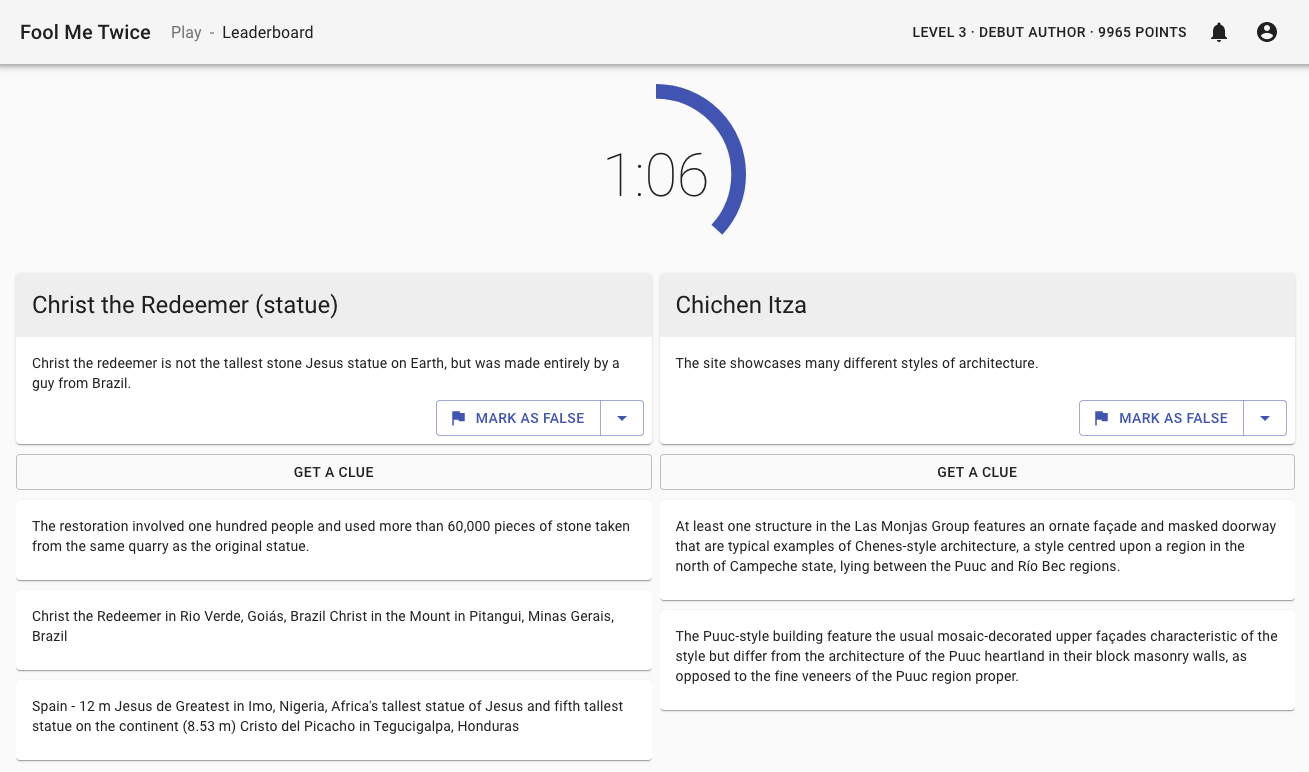 Fool Me Twice Play - Leaderboard LEVEL 3 · DEBUT AUTHOR · 9965 POINTS
1:06
Christ the Redeemer (statue)
Christ the redeemer is not the tallest stone Jesus statue on Earth, but was made entirely by a
guy from Brazil.
MARK AS FALSE
GET A CLUE
The restoration involved one hundred people and used more than 60,000 pieces of stone taken
from the same quarry as the original statue.
Christ the Redeemer in Rio Verde, Goiás, Brazil Christ in the Mount in Pitangui, Minas Gerais,
Brazil
Spain - 12 m Jesus de Greatest in Imo, Nigeria, Africa's tallest statue of Jesus and fifth tallest
statue on the continent (8.53 m) Cristo del Picacho in Tegucigalpa, Honduras
Chichen Itza
The site showcases many different styles of architecture.
MARK AS FALSE
GET A CLUE
At least one structure in the Las Monjas Group features an ornate façade and masked doorway
that are typical examples of Chenes-style architecture, a style centred upon a region in the
north of Campeche state, lying between the Puuc and Río Bec regions.
The Puuc-style building feature the usual mosaic-decorated upper façades characteristic of the
style but differ from the architecture of the Puuc heartland in their block masonry walls, as
opposed to the fine veneers of the Puuc region proper.